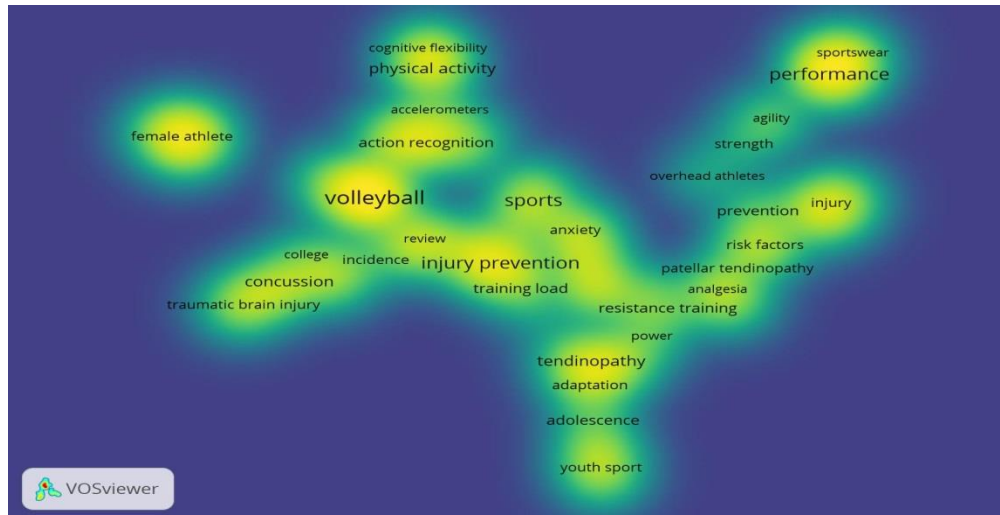 cognitive flexibility
sportswear
physical activity
performance
accelerometers
agility
female athlete
action recognition
strength
overhead athletes
volleyball
sports
prevention
injury
review
anxiety
risk factors
college
incidence
injury prevention
patellar tendinopathy
concussion
training load
analgesia
traumatic brain injury
resistance training
power
tendinopathy
adaptation
adolescence
youth sport
VOSviewer